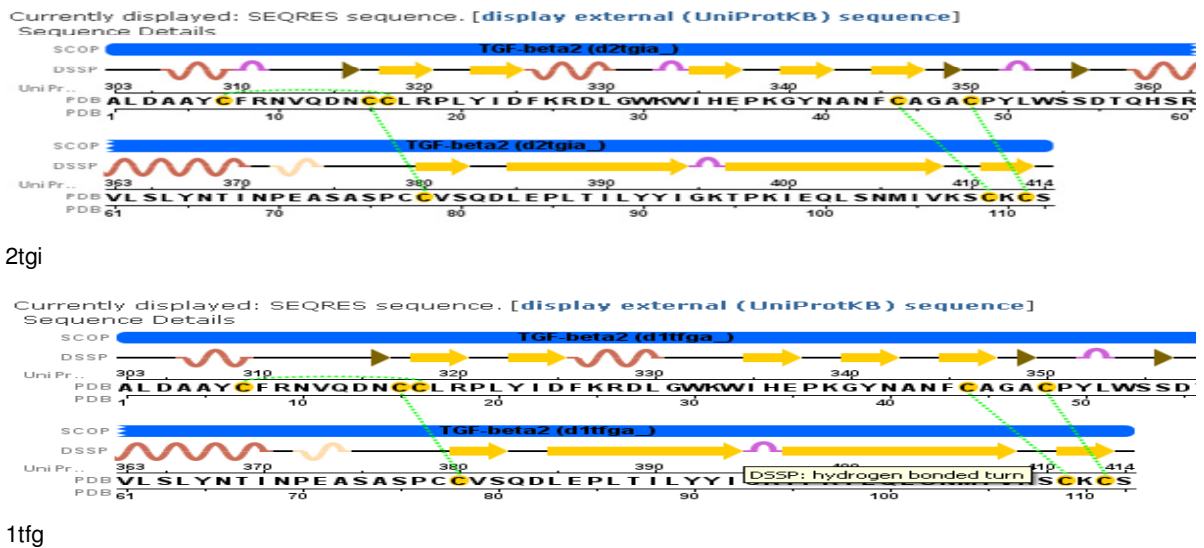 Currently displayed: SEQRES sequence. [display external (UniProtKB) sequence]
Sequence Details
SCOP TGF-beta2 (d2tgia_)
DSSP
Uni Pr.. 303 310 320 330 340 350 360
PDB ALDAAYCFRNVQDNCCLRPLYIDFKRDLGWKWIHEPKGYNANFCAGACPYLWSSDTQHSR
PDB 1 10 20 30 40 50 60
SCOP TGF-beta2 (d2tgia_)
DSSP
Uni Pr.. 363 370 380 390 400 410 414
PDB VLSLYNTINPEASASPCCVSQDLEPLTILYYIGKTPKIEQLSNMIVKSCKCS
PDB 61 70 80 90 100 110
2tgi
Currently displayed: SEQRES sequence. [display external (UniProtKB) sequence]
Sequence Details
SCOP TGF-beta2 (d1tfga_)
DSSP
Uni Pr.. 303 310 320 330 340 350
PDB ALDAAYCFRNVQDNCCLRPLYIDFKRDLGWKWIHEPKGYNANFCAGACPYLWSSDT
PDB 1 10 20 30 40 50
SCOP TGF-beta2 (d1tfga_)
DSSP
Uni Pr.. 363 370 380 390 410 414
DSSP: hydrogen bonded turn
PDB VLSLYNTINPEASASPCCVSQDLEPLTILYYI SCKCS
PDB 61 70 80 90 100 110
1tfg